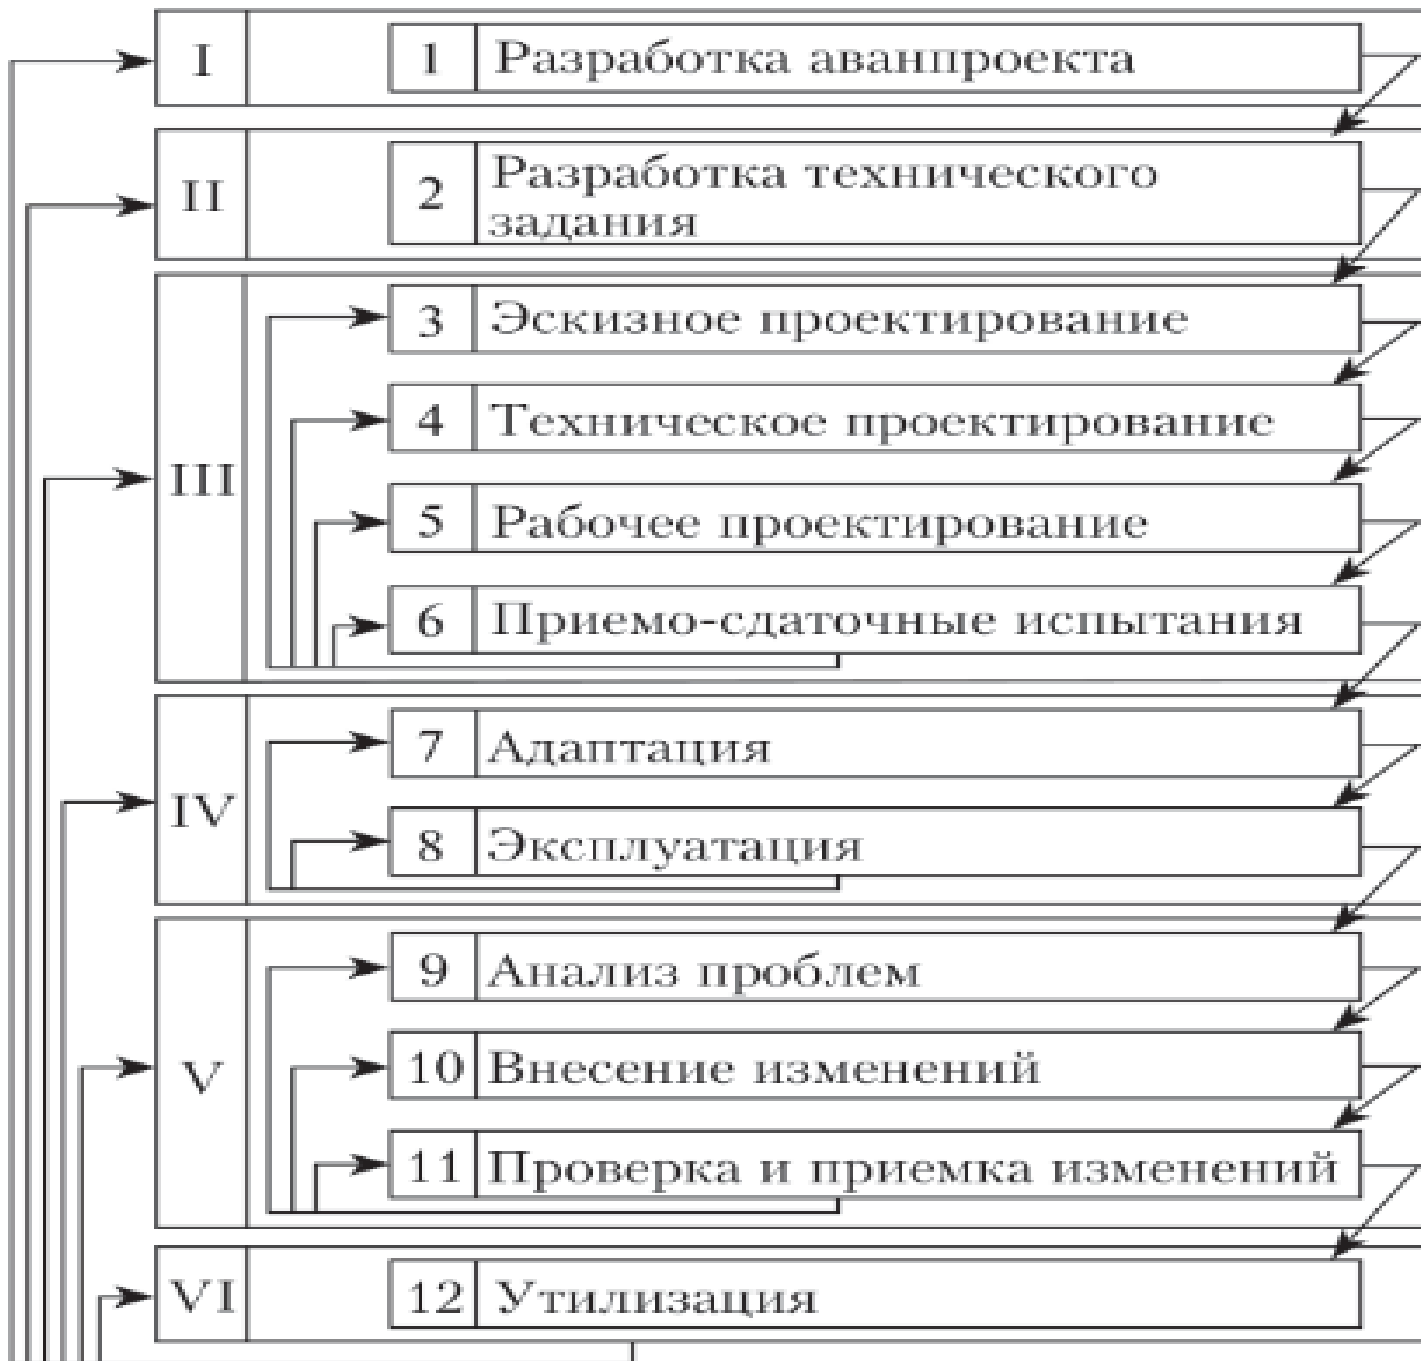 I
1 Разработка аванпроекта
II
2 Разработка технического
задания
3 Эскизное проектирование
4 Техническое проектирование
III
5 Рабочее проектирование
6 Приемо-сдаточные испытания
7 Адаптация
IV
8 Эксплуатация
9 Анализ проблем
V
10 Внесение изменений
11 Проверка и приемка изменений
VI
12 Утилизация